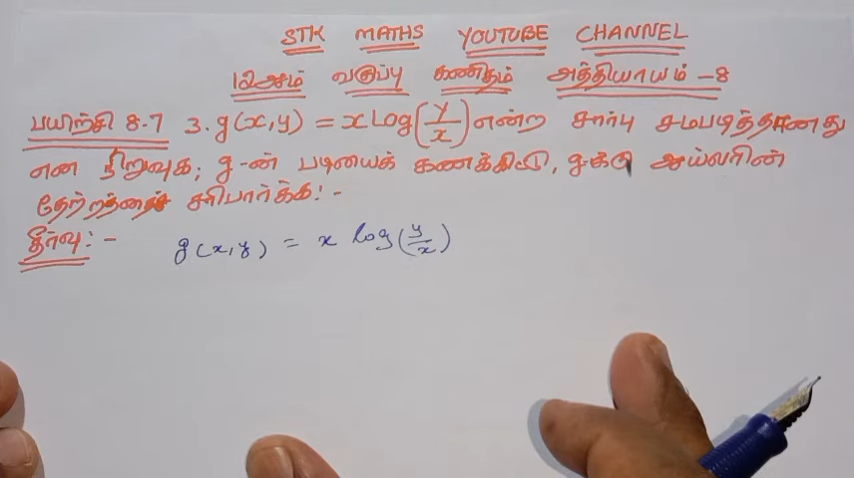 STK MATHS YOUTUBE CHANNEL
12ஆம் வகுப்பு கணிதம் அத்தியாயம் -8
பயிற்சி 8.7 3. g(x,y) = x Log(y/x) என்ற சார்பு சமபடித்தானது
என நிறுவுக; g-ன் படியைக் கணக்கிடு, g-க்கு ஆய்லரின்
தேற்றத்தைச் சரிபார்க்க:-
தீர்வு:- g(x,y) = x log(y/x)